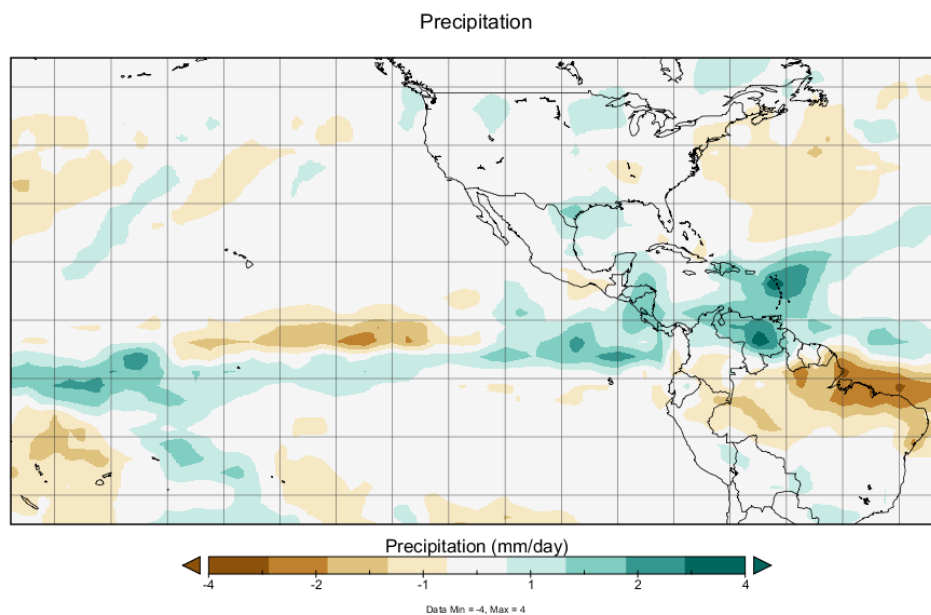 Precipitation
Precipitation (mm/day)
-4 -2 -1 1 2 4
Data Min = -4, Max = 4